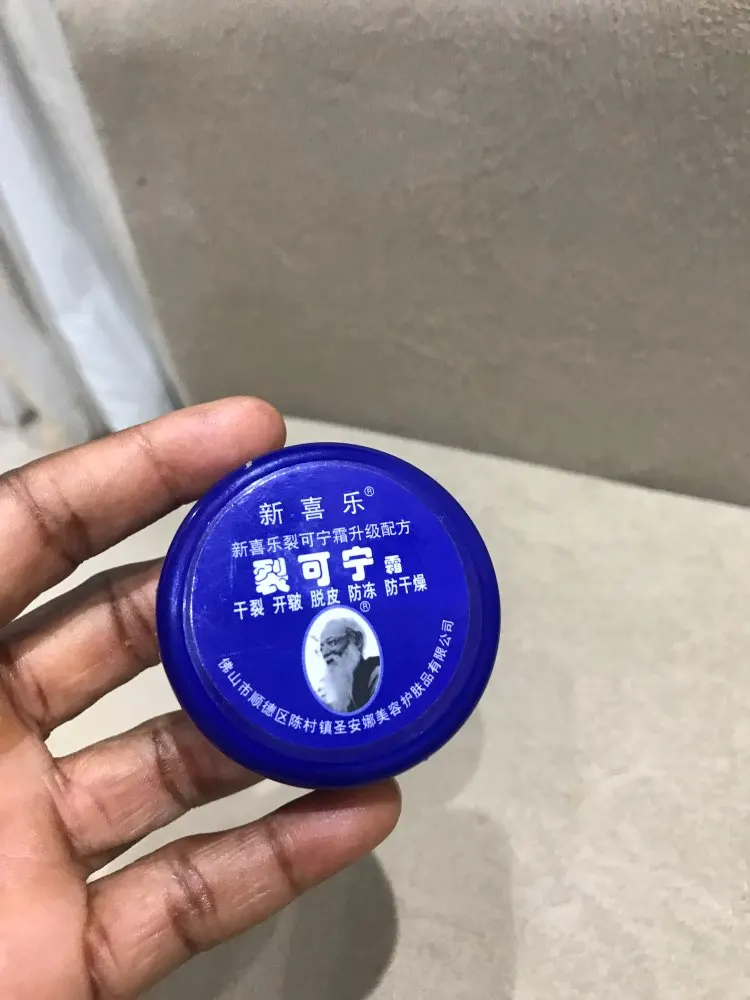 新喜乐®
新喜乐裂可宁霜升级配方
裂可宁霜
干裂 开皲 脱皮 防冻 防干燥
®
佛山市顺德区陈村镇圣安娜美容护肤品有限公司